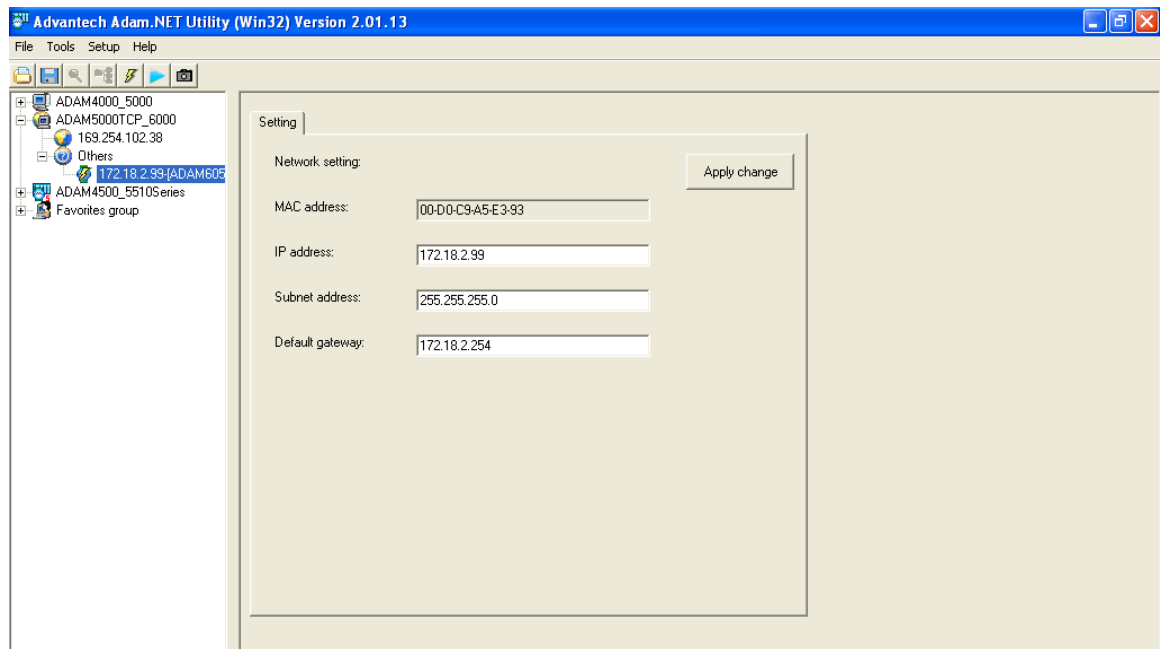 Advantech Adam.NET Utility (Win32) Version 2.01.13
File Tools Setup Help
ADAM4000_5000
ADAM5000TCP_6000
169.254.102.38
Others
172.18.2.99-[ADAM605
ADAM4500_5510Series
Favorites group
Setting
Network setting:
Apply change
MAC address: 00-D0-C9-A5-E3-93
IP address: 172.18.2.99
Subnet address: 255.255.255.0
Default gateway: 172.18.2.254